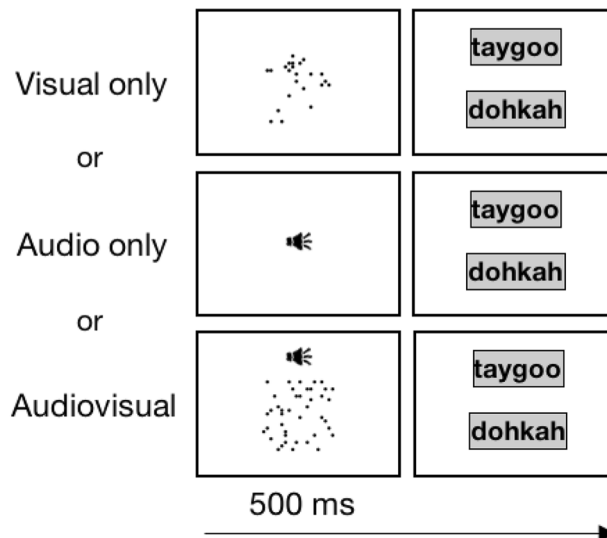 Visual only
taygoo
dohkah
or
Audio only
taygoo
dohkah
or
Audiovisual
taygoo
dohkah
500 ms